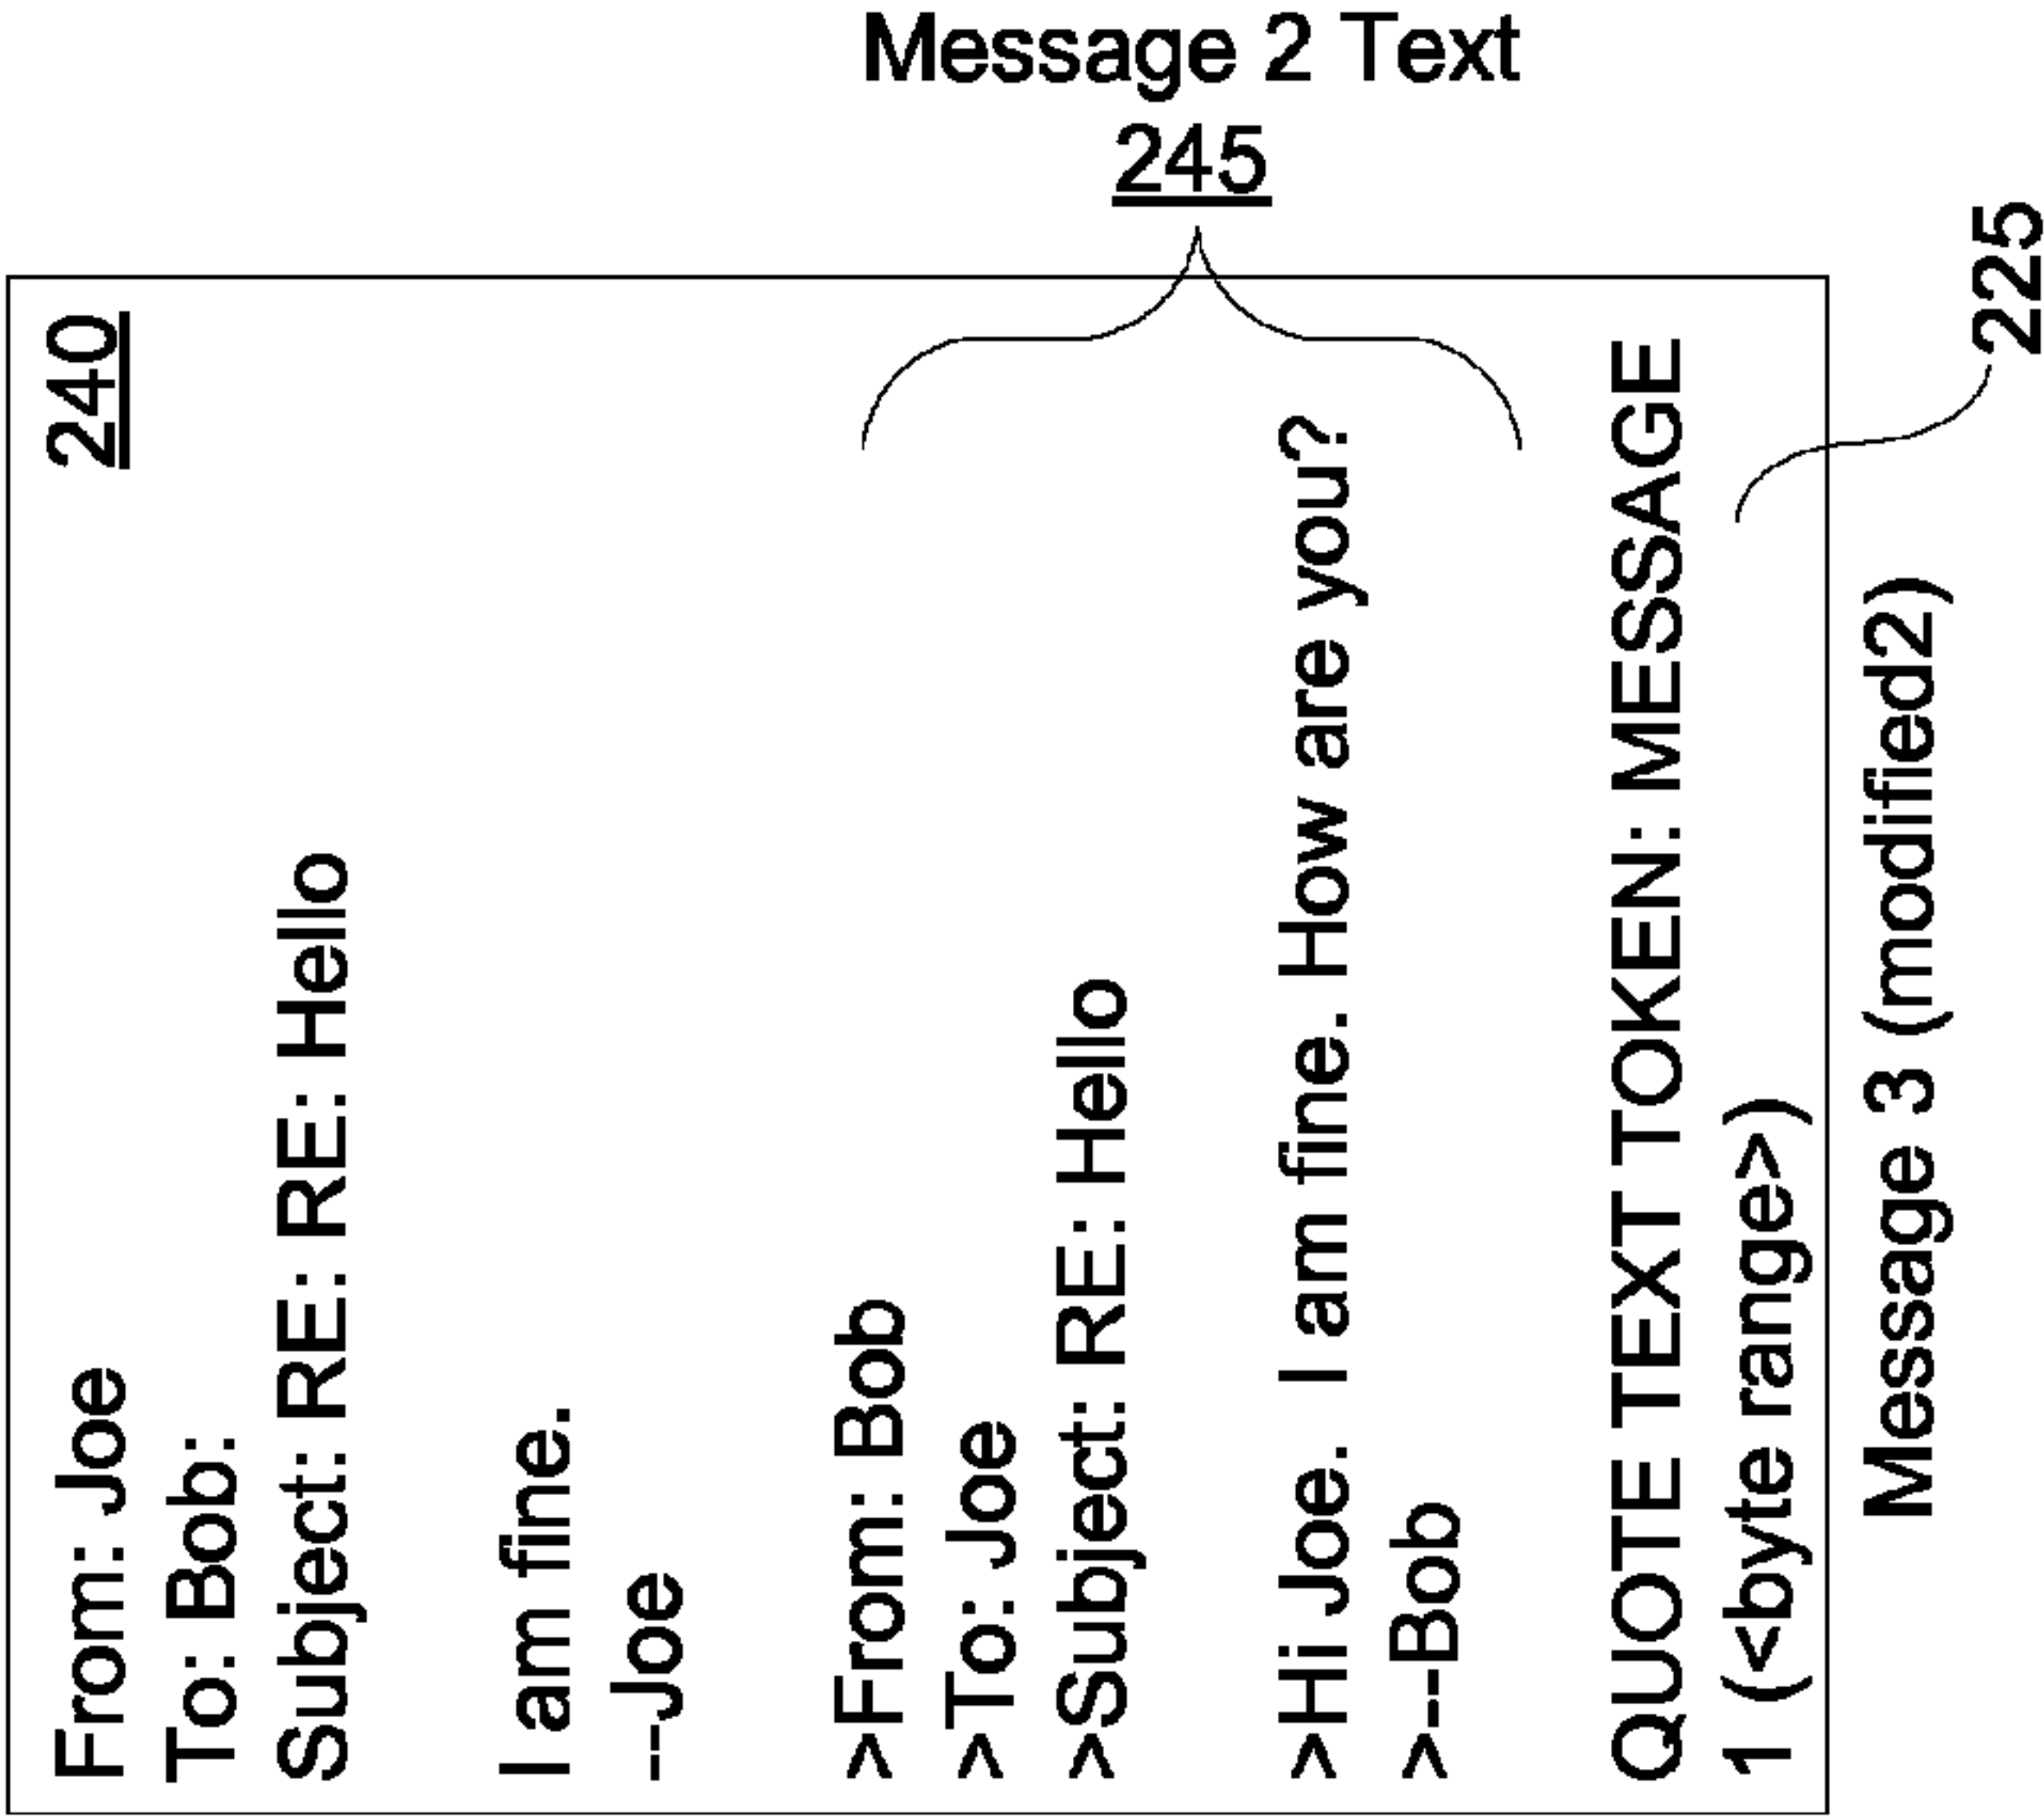 240
From: Joe
To: Bob:
Subject: RE: RE: Hello
I am fine.
--Joe
>From: Bob
>To: Joe
>Subject: RE: Hello
>Hi Joe. I am fine. How are you?
>--Bob
QUOTE TEXT TOKEN: MESSAGE
1 (<byte range>)
245
Message 2 Text
225
Message 3 (modified2)